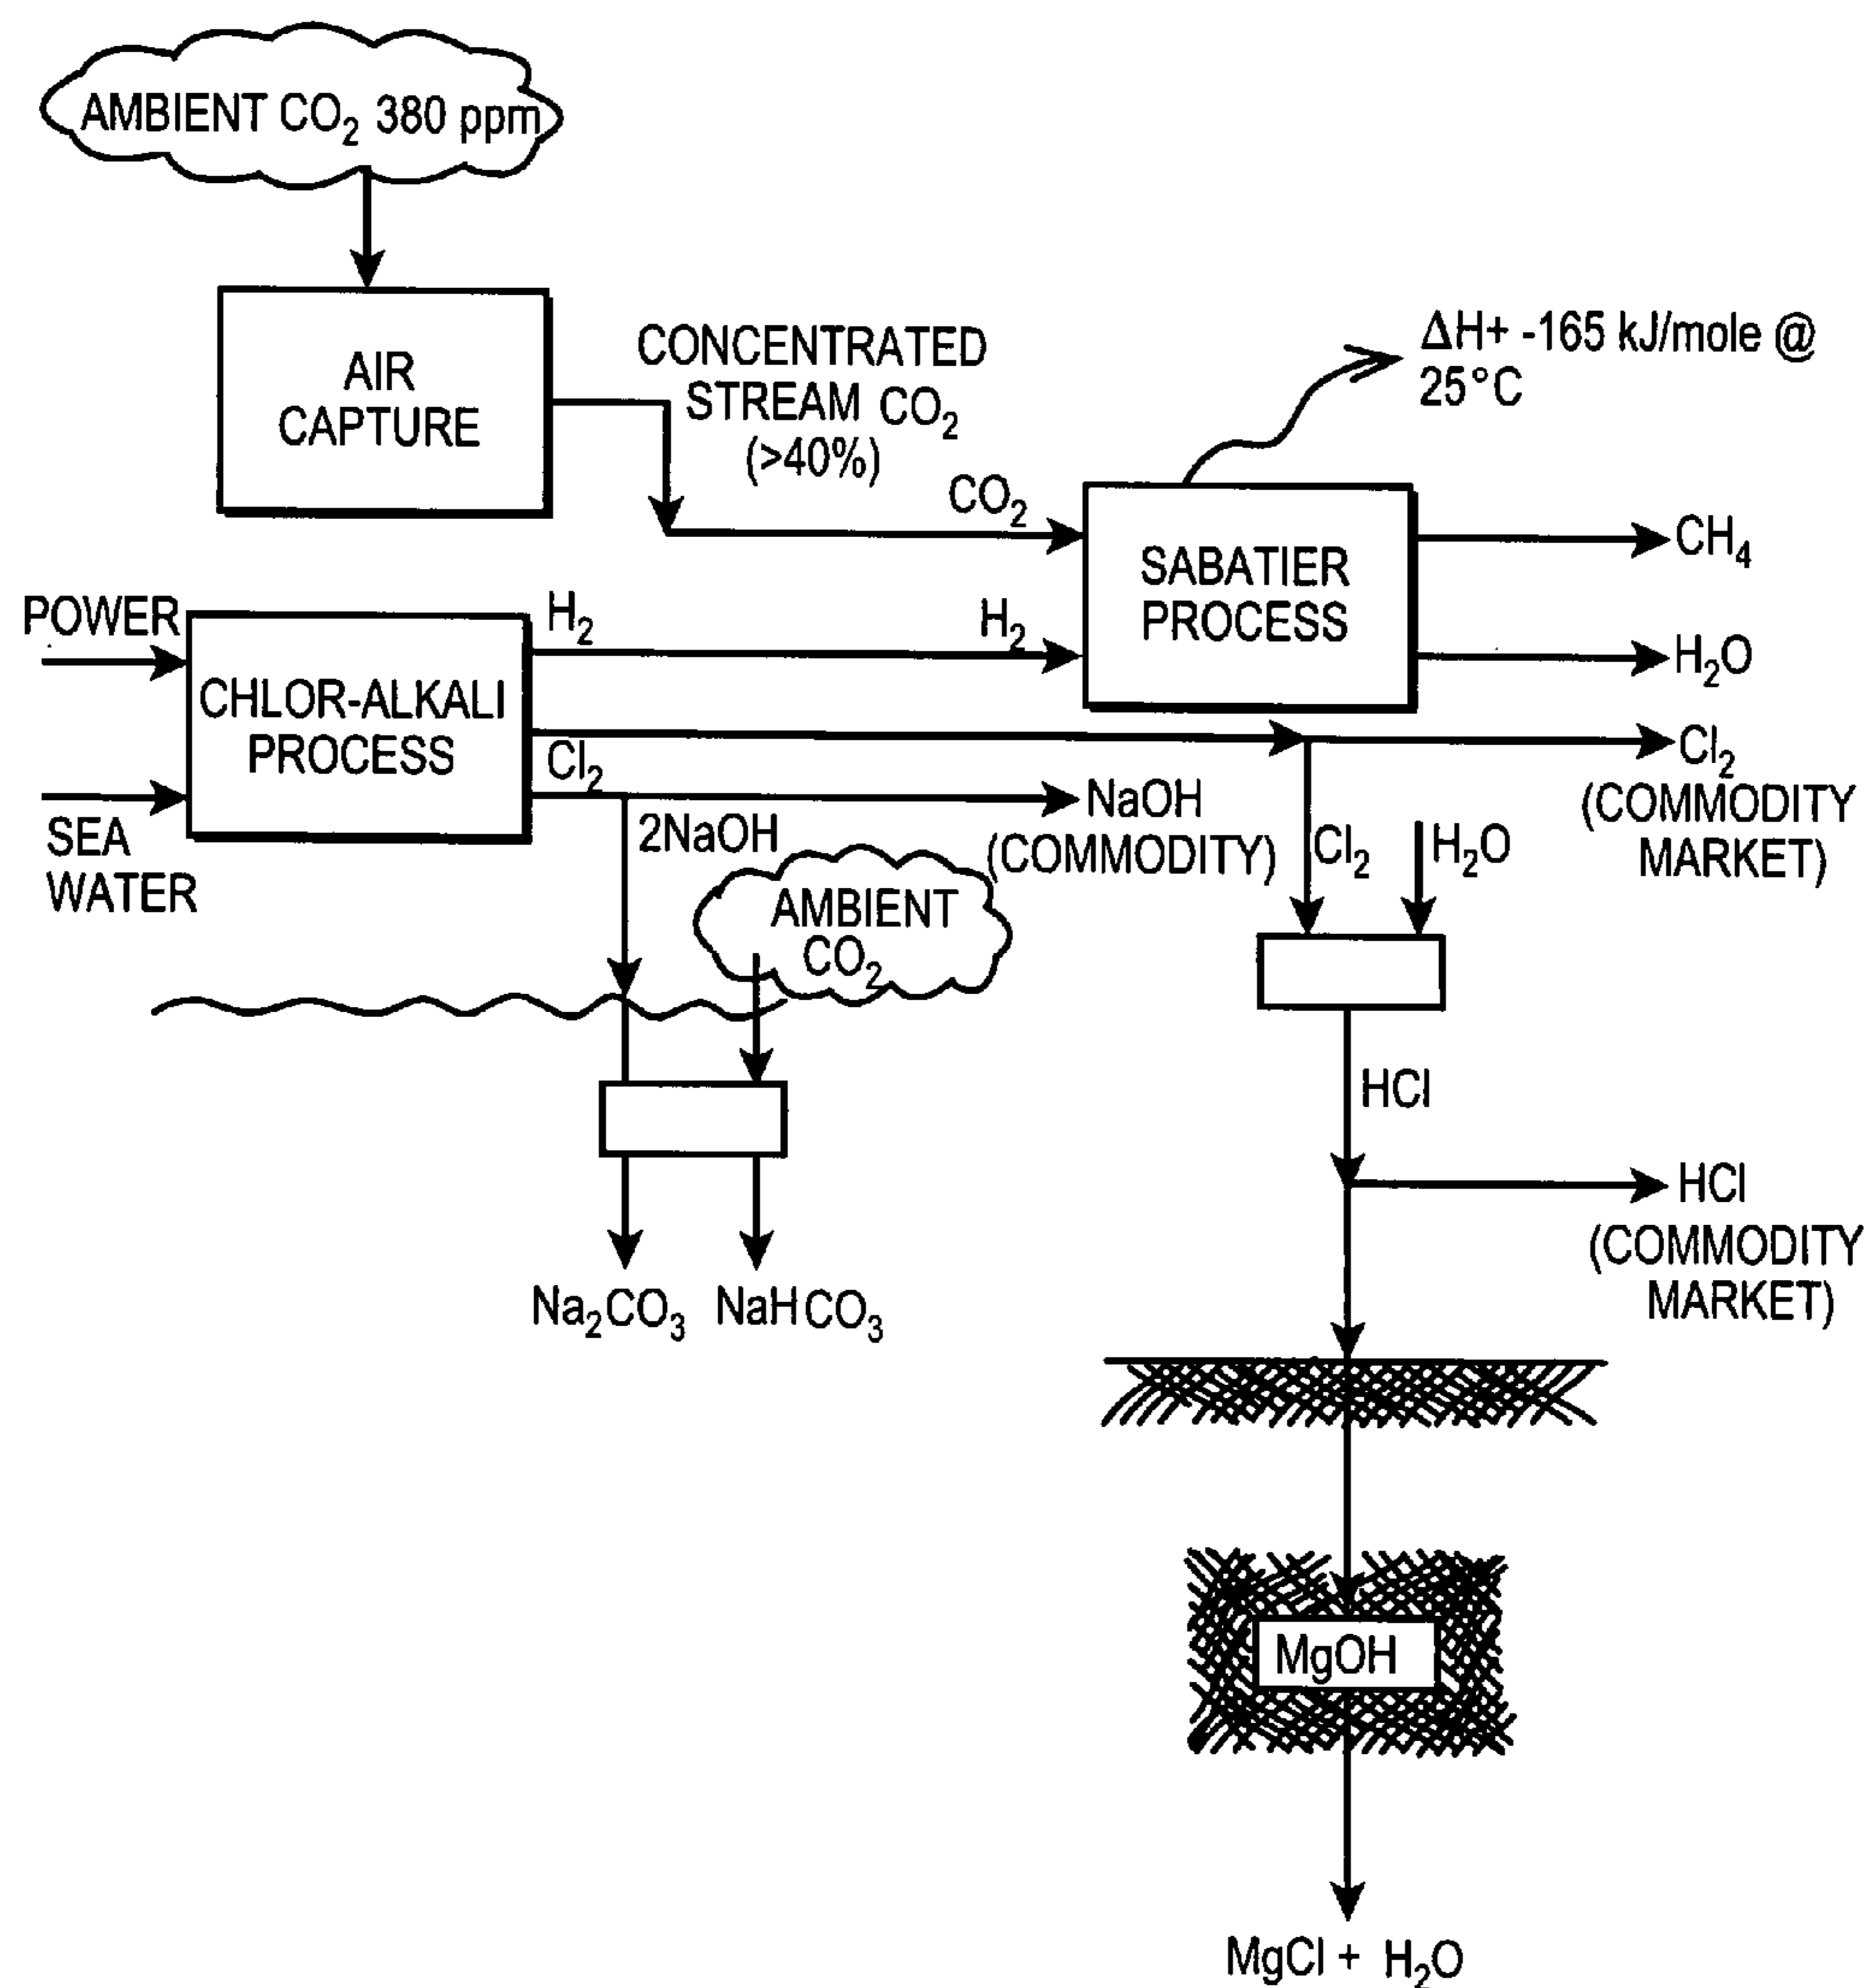 AMBIENT CO₂ 380 ppm
AIR
CAPTURE
CONCENTRATED
STREAM CO₂
(>40%)
ΔH+ -165 kJ/mole @
25°C
CO₂
SABATIER
PROCESS
CH₄
H₂O
POWER
H₂
H₂
CHLOR-ALKALI
PROCESS
Cl₂
SEA
WATER
2NaOH
NaOH
(COMMODITY)
Cl₂
(COMMODITY
MARKET)
Cl₂
H₂O
AMBIENT
CO₂
HCl
HCl
(COMMODITY
MARKET)
Na₂CO₃
NaHCO₃
MgOH
MgCl + H₂O